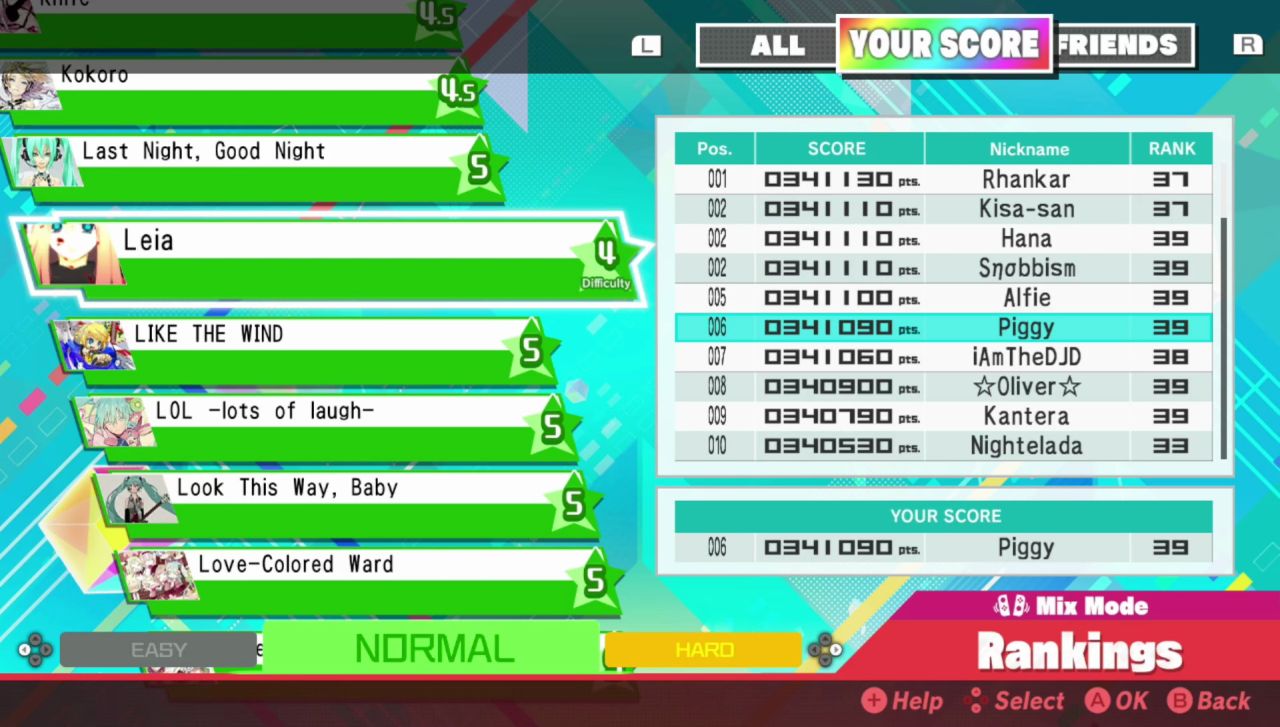 Knife
4.5
L
ALL
YOUR SCORE
FRIENDS
R
Kokoro
4.5
Last Night, Good Night
5
Leia
4
Difficulty
LIKE THE WIND
5
LOL -lots of laugh-
5
Look This Way, Baby
5
Love-Colored Ward
5
Pos. SCORE Nickname RANK
001 0341130 pts. Rhankar 37
002 0341110 pts. Kisa-san 37
002 0341110 pts. Hana 39
002 0341110 pts. Sησbbism 39
005 0341100 pts. Alfie 39
006 0341090 pts. Piggy 39
007 0341060 pts. iAmTheDJD 38
008 0340900 pts. ☆Oliver☆ 39
009 0340790 pts. Kantera 39
010 0340530 pts. Nightelada 33
YOUR SCORE
006 0341090 pts. Piggy 39
Mix Mode
Rankings
EASY
NORMAL
HARD
+ Help
Select
A OK
B Back